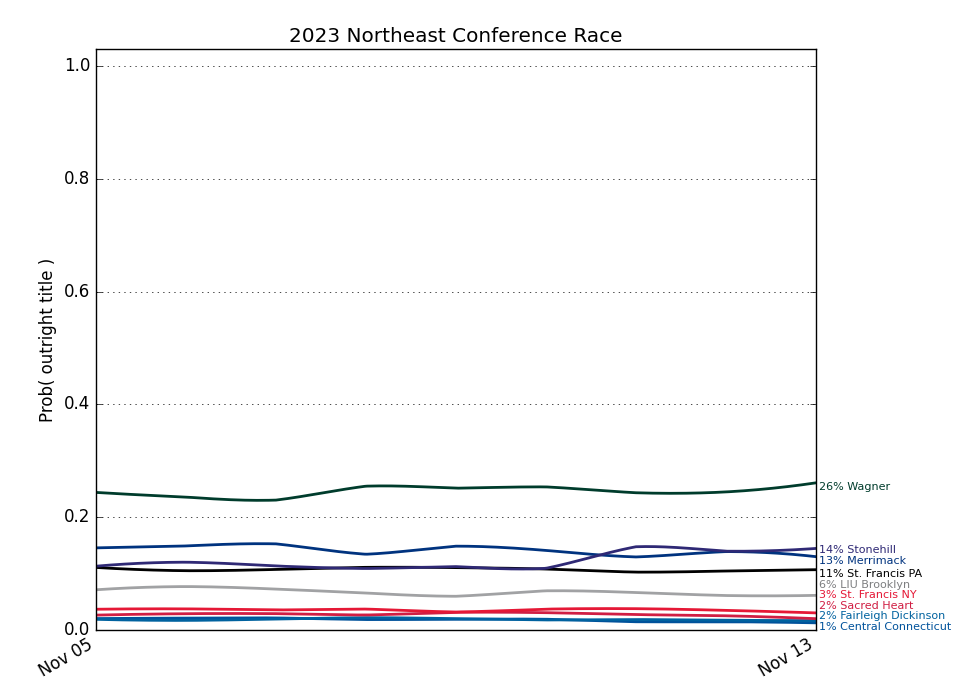 2023 Northeast Conference Race
Prob( outright title )
1.0
0.8
0.6
0.4
0.2
0.0
Nov 05
Nov 13
26% Wagner
14% Stonehill
13% Merrimack
11% St. Francis PA
6% LIU Brooklyn
3% St. Francis NY
2% Sacred Heart
2% Fairleigh Dickinson
1% Central Connecticut